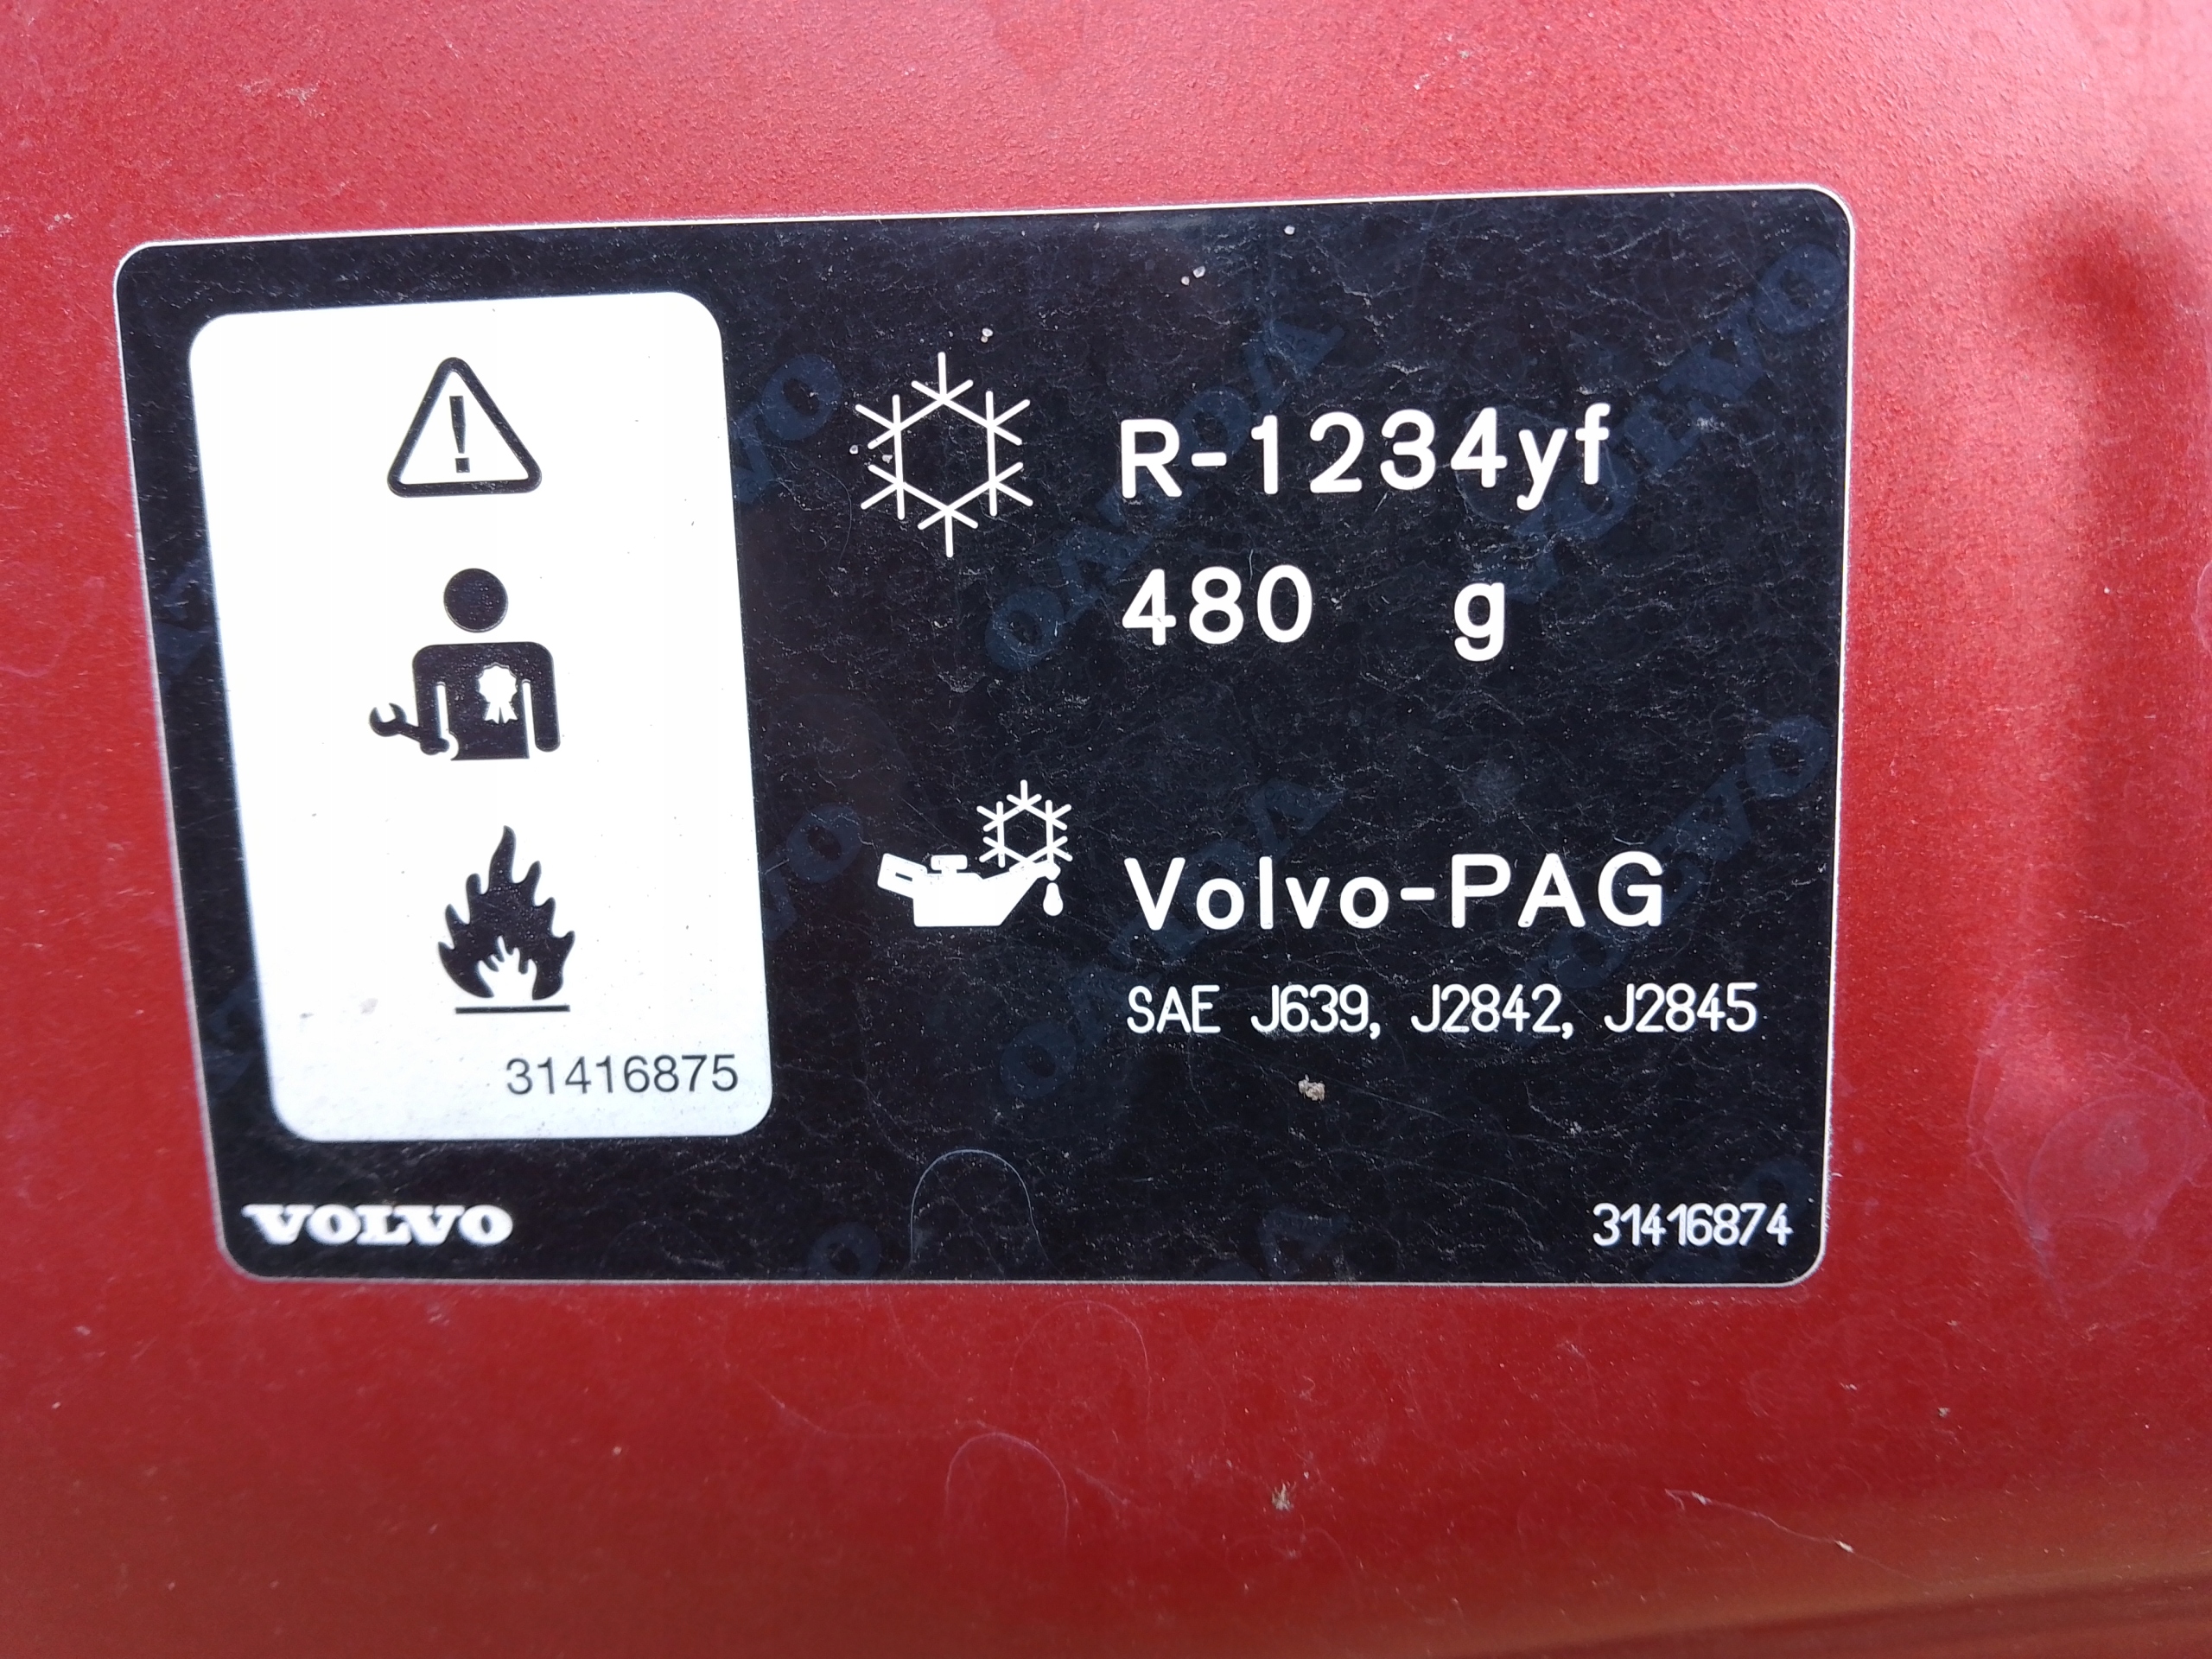 R-1234yf
480 g
Volvo-PAG
SAE J639, J2842, J2845
31416875
VOLVO
31416874